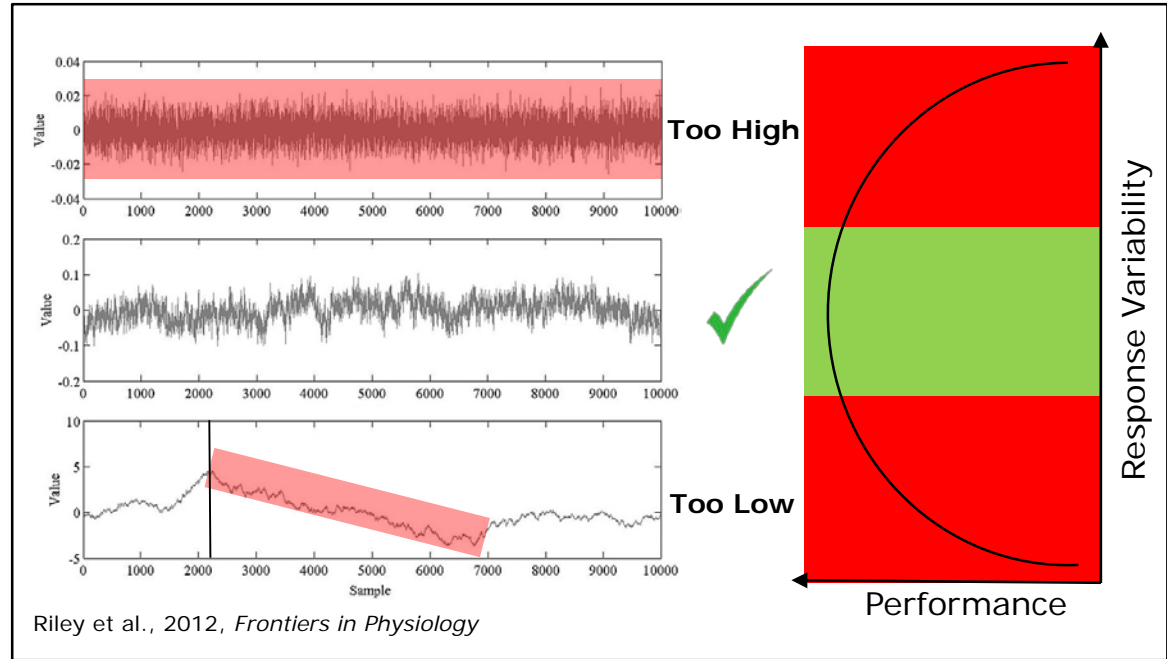 0.04
0.02
0
-0.02
-0.04
Value
0 1000 2000 3000 4000 5000 6000 7000 8000 9000 10000
Too High
0.2
0.1
0
-0.1
-0.2
Value
0 1000 2000 3000 4000 5000 6000 7000 8000 9000 10000
10
5
0
-5
Value
0 1000 2000 3000 4000 5000 6000 7000 8000 9000 10000
Sample
Too Low
Response Variability
Performance
Riley et al., 2012, Frontiers in Physiology